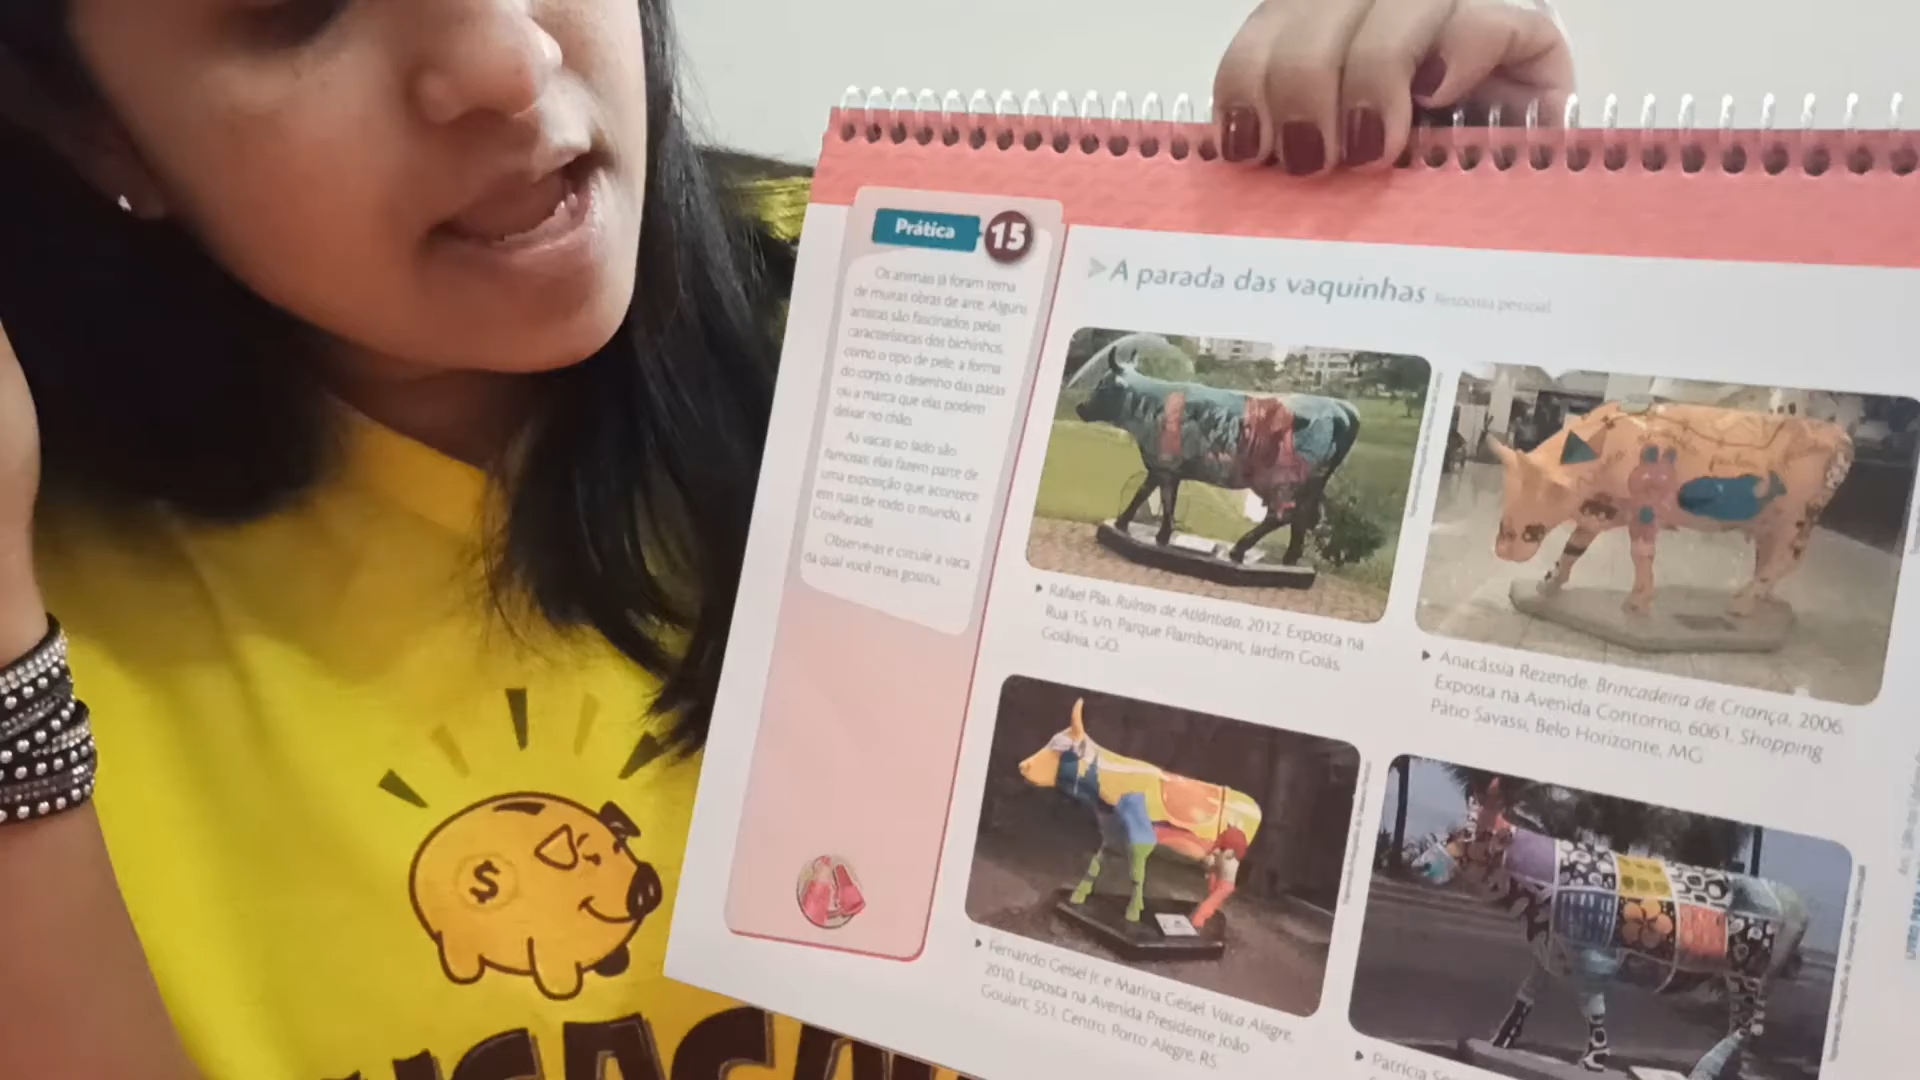 Prática 15
Os animais já foram tema
de muitas obras de arte. Alguns
artistas são fascinados pelas
características dos bichinhos,
como o tipo de pele, a forma
do corpo, o desenho das patas
ou a marca que elas podem
deixar no chão.
As vacas ao lado são
famosas: elas fazem parte de
uma exposição que acontece
em ruas de todo o mundo, a
CowParade.
Observe-as e circule a vaca
da qual você mais gostou.
A parada das vaquinhas Resposta pessoal.
Rafael Plai. Ruínas de Atlântida, 2012. Exposta na
Rua 15, s/n, Parque Flamboyant, Jardim Goiás,
Goiânia, GO.
Anacássia Rezende. Brincadeira de Criança, 2006.
Exposta na Avenida Contorno, 6061, Shopping
Pátio Savassi, Belo Horizonte, MG.
Fernando Geisel Jr. e Marina Geisel. Vaca Alegre,
2010. Exposta na Avenida Presidente João
Goulart, 551, Centro, Porto Alegre, RS.
Patrícia
$